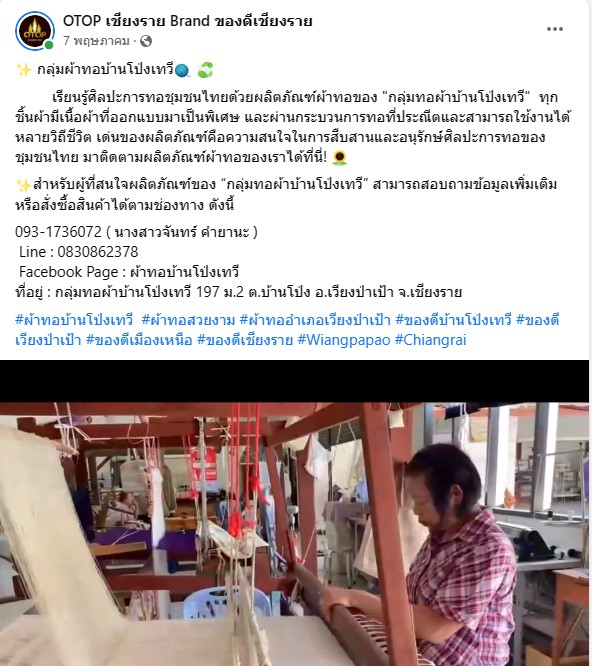 OTOP เชียงราย Brand ของดีเชียงราย
7 พฤษภาคม ·
✨ กลุ่มผ้าทอบ้านโป่งเทวี🧶 ♻️
เรียนรู้ศิลปะการทอชุมชนไทยด้วยผลิตภัณฑ์ผ้าทอของ "กลุ่มทอผ้าบ้านโป่งเทวี" ทุก
ชิ้นผ้ามีเนื้อผ้าที่ออกแบบมาเป็นพิเศษ และผ่านกระบวนการทอที่ประณีตและสามารถใช้งานได้
หลายวิถีชีวิต เด่นของผลิตภัณฑ์คือความสนใจในการสืบสานและอนุรักษ์ศิลปะการทอของ
ชุมชนไทย มาติดตามผลิตภัณฑ์ผ้าทอของเราได้ที่นี่! 🌻
✨สำหรับผู้ที่สนใจผลิตภัณฑ์ของ “กลุ่มทอผ้าบ้านโป่งเทวี” สามารถสอบถามข้อมูลเพิ่มเติม
หรือสั่งซื้อสินค้าได้ตามช่องทาง ดังนี้
093-1736072 ( นางสาวจันทร์ คำยานะ )
Line : 0830862378
Facebook Page : ผ้าทอบ้านโป่งเทวี
ที่อยู่ : กลุ่มทอผ้าบ้านโป่งเทวี 197 ม.2 ต.บ้านโป่ง อ.เวียงป่าเป้า จ.เชียงราย
#ผ้าทอบ้านโป่งเทวี #ผ้าทอสวยงาม #ผ้าทออำเภอเวียงป่าเป้า #ของดีบ้านโป่งเทวี #ของดี
เวียงป่าเป้า #ของดีเมืองเหนือ #ของดีเชียงราย #Wiangpapao #Chiangrai